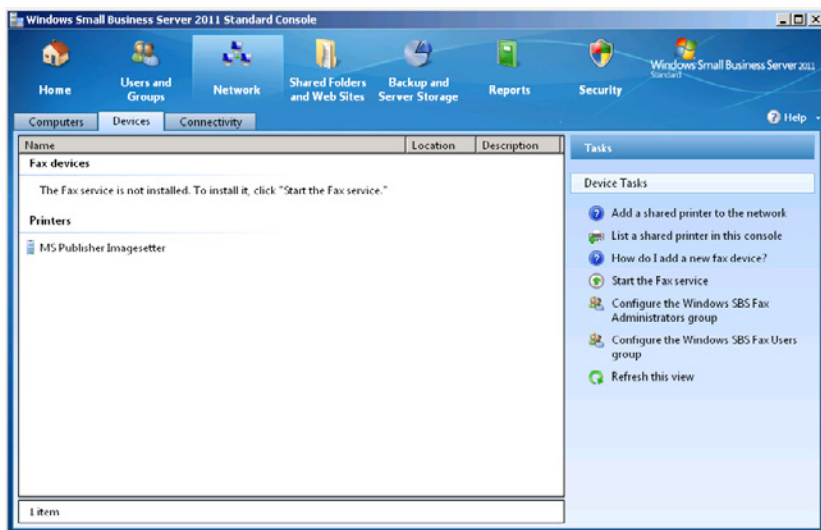 Windows Small Business Server 2011 Standard Console
Home
Users and
Groups
Network
Shared Folders
and Web Sites
Backup and
Server Storage
Reports
Security
Windows Small Business Server 2011
Standard
Computers
Devices
Connectivity
Help
Name
Location
Description
Fax devices
The Fax service is not installed. To install it, click "Start the Fax service."
Printers
MS Publisher Imagesetter
1 item
Tasks
Device Tasks
Add a shared printer to the network
List a shared printer in this console
How do I add a new fax device?
Start the Fax service
Configure the Windows SBS Fax
Administrators group
Configure the Windows SBS Fax Users
group
Refresh this view